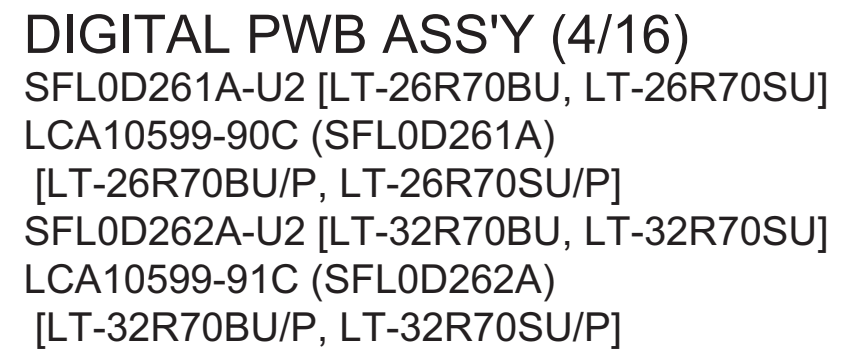 DIGITAL PWB ASS'Y (4/16)
SFL0D261A-U2 [LT-26R70BU, LT-26R70SU]
LCA10599-90C (SFL0D261A)
[LT-26R70BU/P, LT-26R70SU/P]
SFL0D262A-U2 [LT-32R70BU, LT-32R70SU]
LCA10599-91C (SFL0D262A)
[LT-32R70BU/P, LT-32R70SU/P]